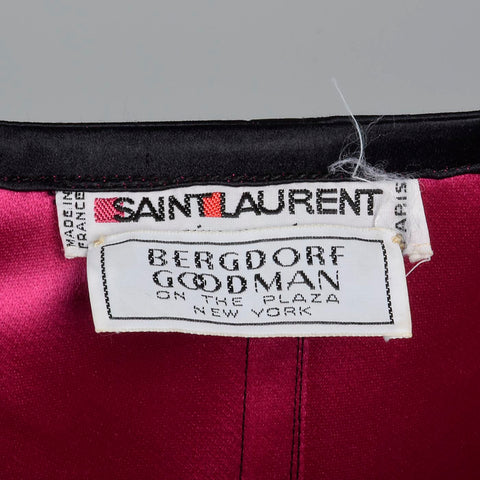 MADE IN
FRANCE
SAINT LAURENT
PARIS
BERGDORF
GOODMAN
ON THE PLAZA
NEW YORK